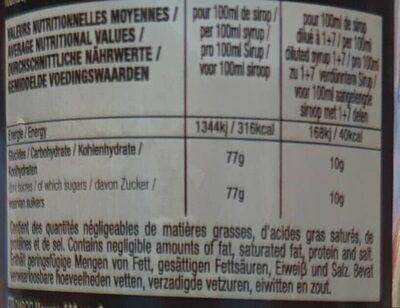 VALEURS NUTRITIONNELLES MOYENNES /
AVERAGE NUTRITIONAL VALUES /
DURCHSCHNITTLICHE NÄHRWERTE /
GEMIDDELDE VOEDINGSWAARDEN
pour 100ml de sirop /
per 100ml syrup /
pro 100ml Sirup /
voor 100ml siroop
pour 100ml de sirop
dilué à 1+7 / per 100ml
diluted syrup 1+7 / pro 100ml
zu 1+7 verdünntem Sirup /
voor 100ml aangelengde
siroop met 1+7 delen
Energie / Energy 1344kj / 316kcal 168kj / 40kcal
Glucides / Carbohydrate / Kohlenhydrate /
Koolhydraten 77g 10g
dont sucres / of which sugars / davon Zucker /
waarvan suikers 77g 10g
Contient des quantités négligeables de matières grasses, d'acides gras saturés, de
protéines et de sel. Contains negligible amounts of fat, saturated fat, protein and salt.
Enthält geringfügige Mengen von Fett, gesättigen Fettsäuren, Eiweiß und Salz. Bevat
verwaarloosbare hoeveelheden vetten, verzadigde vetzuren, eiwitten en zout.